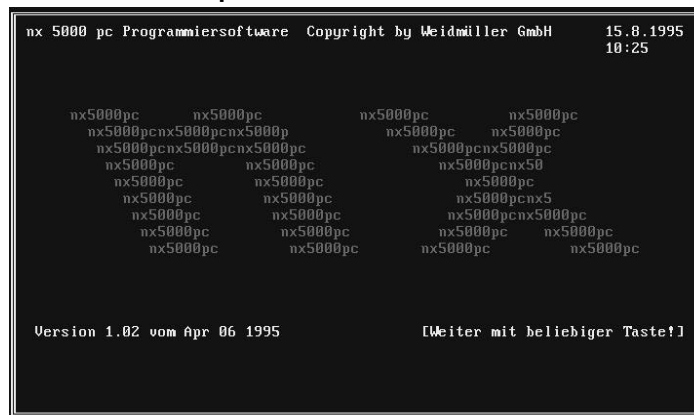 nx 5000 pc Programmiersoftware Copyright by Weidmüller GmbH 15.8.1995
10:25
nx5000pc nx5000pc nx5000pc nx5000pc
nx5000pcnx5000pcnx5000p nx5000pc nx5000pc
nx5000pcnx5000pcnx5000pc nx5000pcnx5000pc
nx5000pc nx5000pc nx5000pcnx50
nx5000pc nx5000pc nx5000pc
nx5000pc nx5000pc nx5000pcnx5
nx5000pc nx5000pc nx5000pcnx5000pc
nx5000pc nx5000pc nx5000pc nx5000pc
nx5000pc nx5000pc nx5000pc nx5000pc
Version 1.02 vom Apr 06 1995 [Weiter mit beliebiger Taste!]